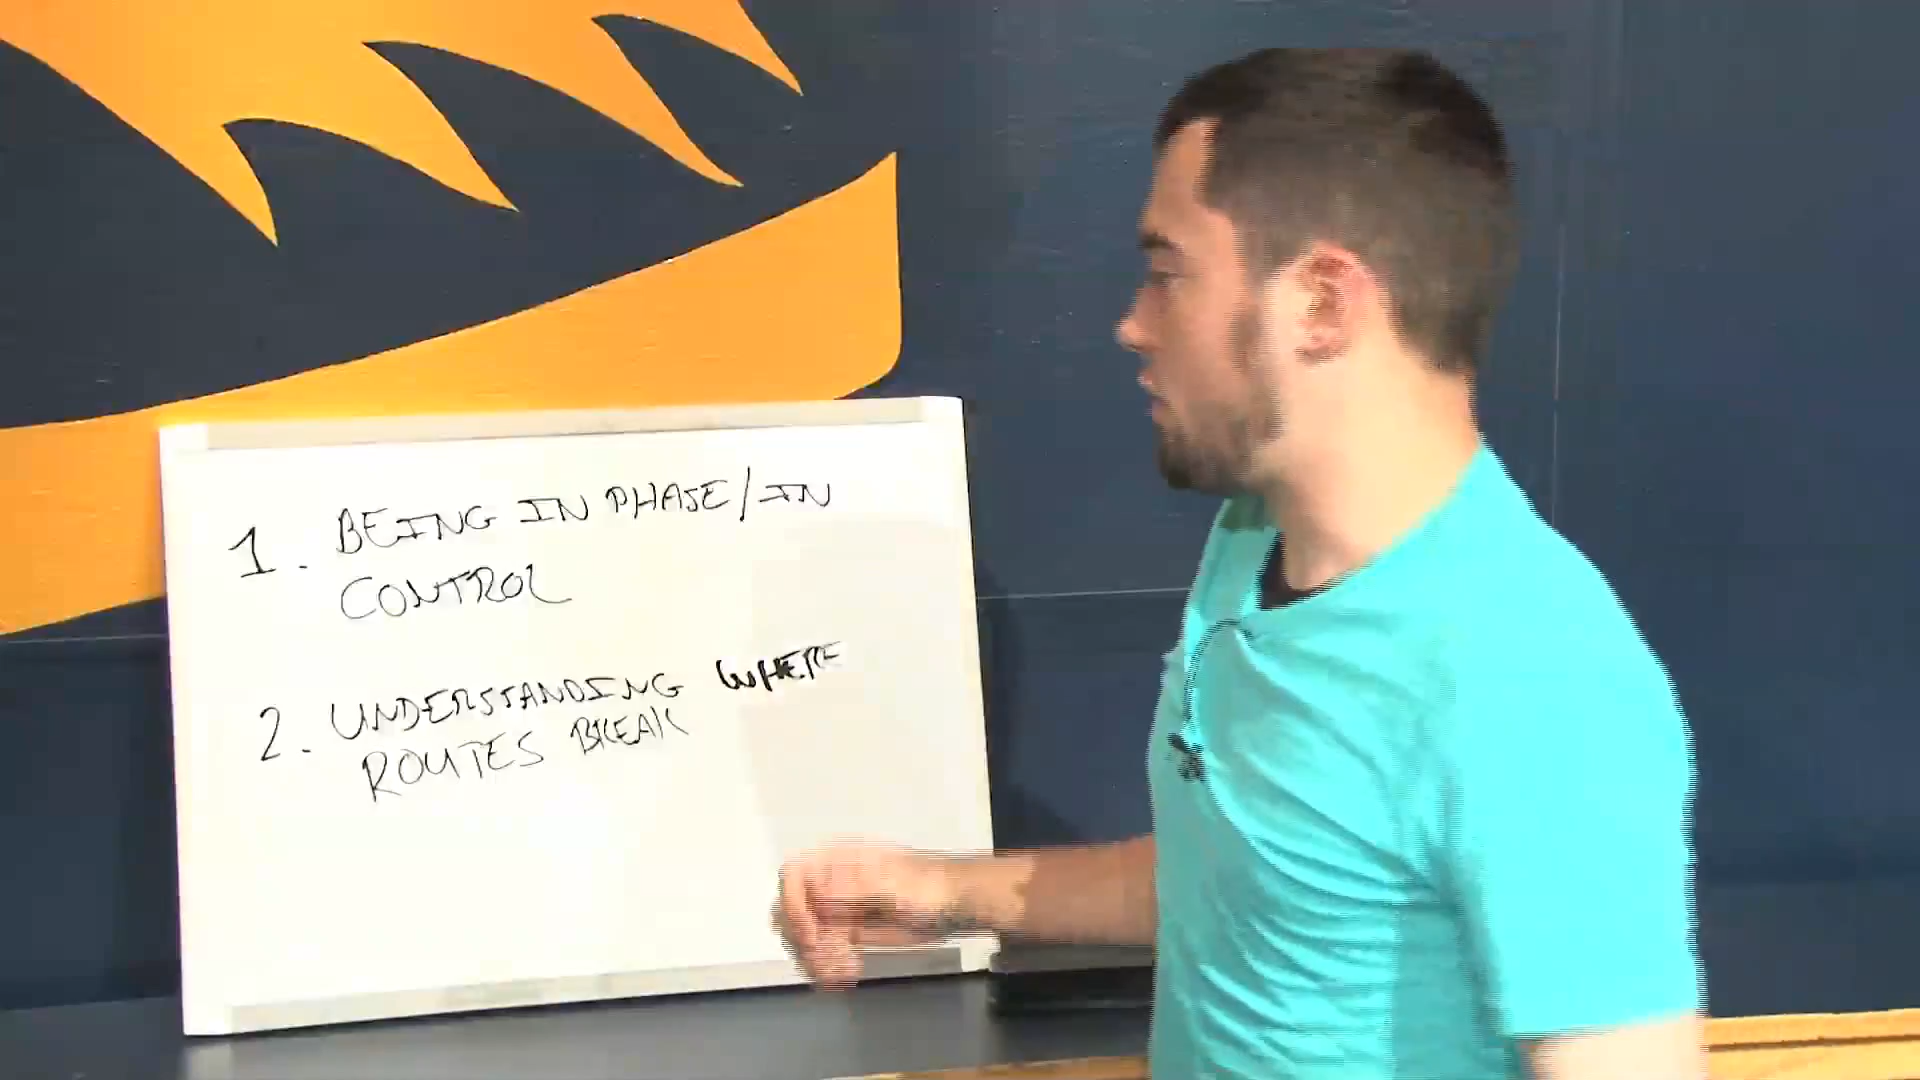 1. BEING IN PHASE/IN
CONTROL
2. UNDERSTANDING WHERE
ROUTES BREAK